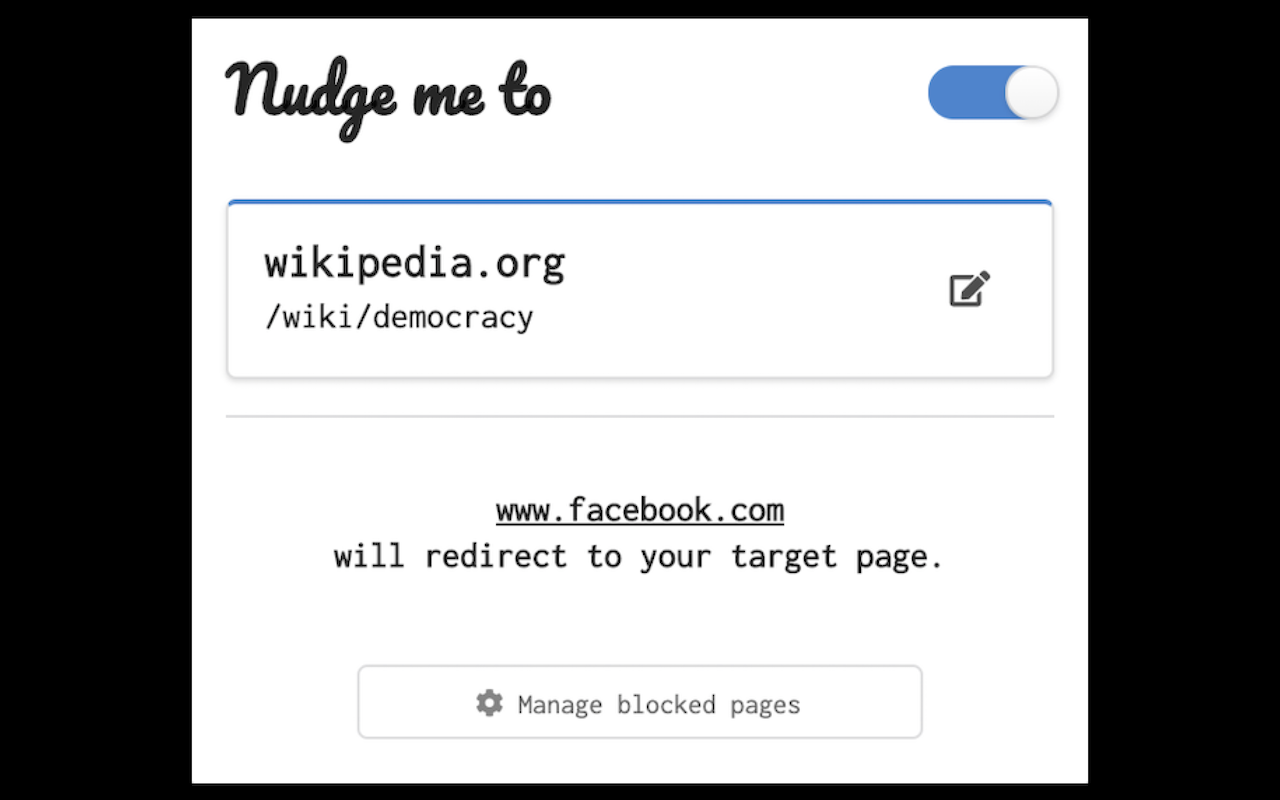 Nudge me to
wikipedia.org
/wiki/democracy
www.facebook.com
will redirect to your target page.
Manage blocked pages